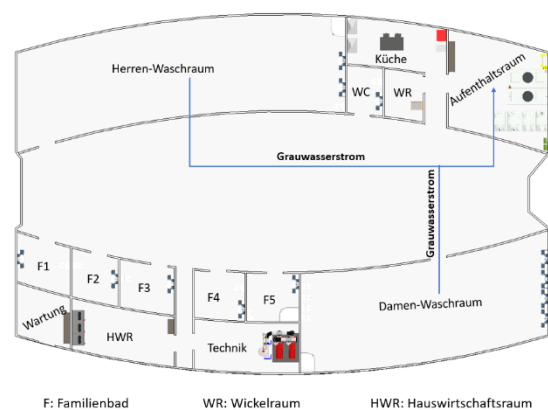 Herren-Waschraum
Küche
Aufenthaltsraum
WC
WR
Grauwasserstrom
Grauwasserstrom
F1
F2
F3
F4
F5
Damen-Waschraum
Wartung
HWR
Technik
F: Familienbad
WR: Wickelraum
HWR: Hauswirtschaftsraum